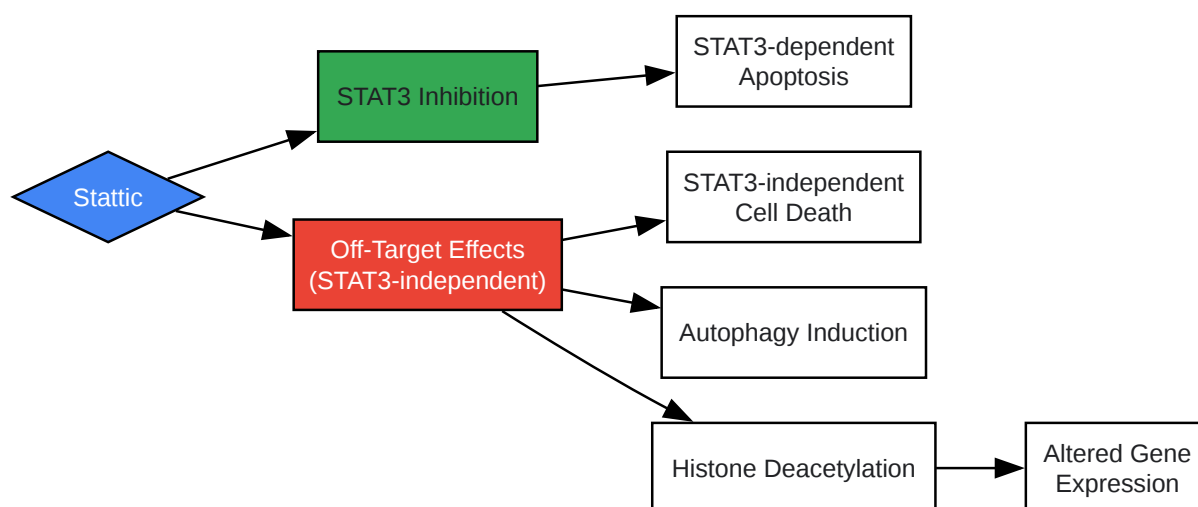 Stattic
STAT3 Inhibition
STAT3-dependent
Apoptosis
Off-Target Effects
(STAT3-independent)
STAT3-independent
Cell Death
Autophagy Induction
Histone Deacetylation
Altered Gene
Expression